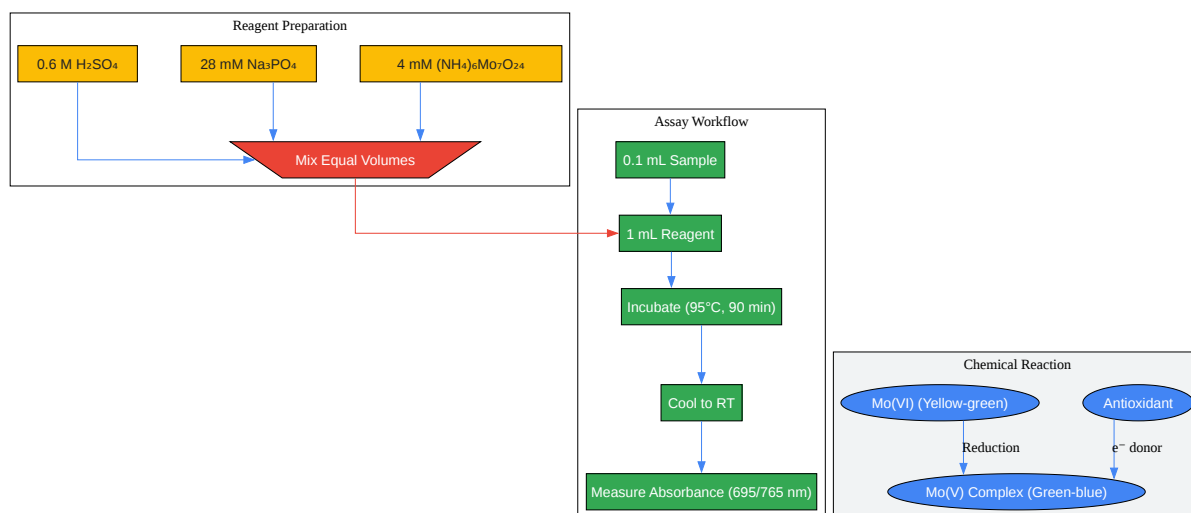 Reagent Preparation
0.6 M H₂SO₄
28 mM Na₃PO₄
4 mM (NH₄)₆Mo₇O₂₄
Mix Equal Volumes
Assay Workflow
0.1 mL Sample
1 mL Reagent
Incubate (95°C, 90 min)
Cool to RT
Measure Absorbance (695/765 nm)
Chemical Reaction
Mo(VI) (Yellow-green)
Antioxidant
Reduction
e⁻ donor
Mo(V) Complex (Green-blue)